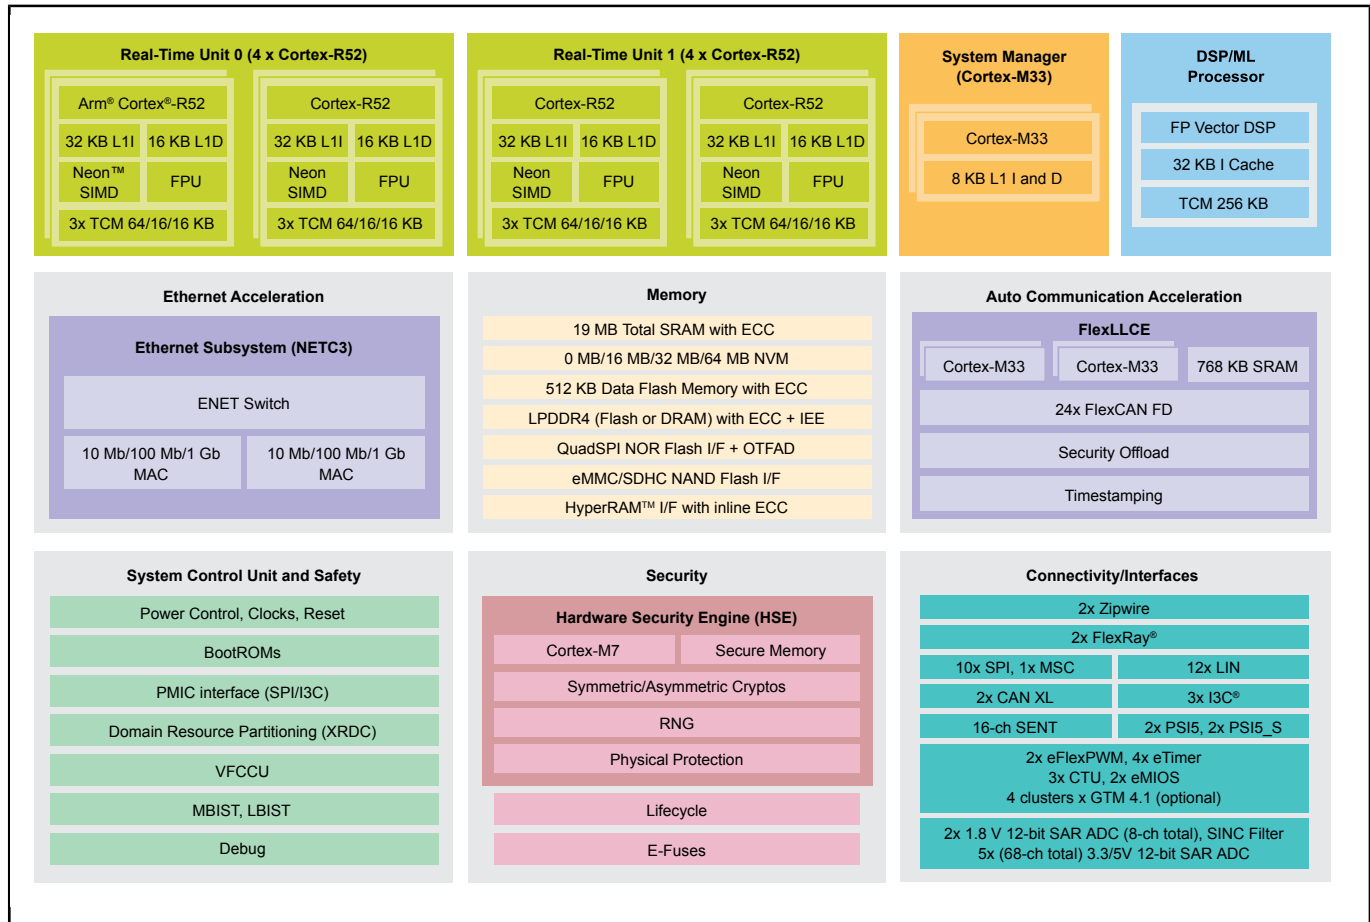 Real-Time Unit 0 (4 x Cortex-R52)
Arm® Cortex®-R52
32 KB L1I
16 KB L1D
Neon™
SIMD
FPU
3x TCM 64/16/16 KB
Cortex-R52
32 KB L1I
16 KB L1D
Neon
SIMD
FPU
3x TCM 64/16/16 KB
Real-Time Unit 1 (4 x Cortex-R52)
Cortex-R52
32 KB L1I
16 KB L1D
Neon
SIMD
FPU
3x TCM 64/16/16 KB
Cortex-R52
32 KB L1I
16 KB L1D
Neon
SIMD
FPU
3x TCM 64/16/16 KB
System Manager
(Cortex-M33)
Cortex-M33
8 KB L1 I and D
DSP/ML
Processor
FP Vector DSP
32 KB I Cache
TCM 256 KB
Ethernet Acceleration
Ethernet Subsystem (NETC3)
ENET Switch
10 Mb/100 Mb/1 Gb
MAC
10 Mb/100 Mb/1 Gb
MAC
Memory
19 MB Total SRAM with ECC
0 MB/16 MB/32 MB/64 MB NVM
512 KB Data Flash Memory with ECC
LPDDR4 (Flash or DRAM) with ECC + IEE
QuadSPI NOR Flash I/F + OTFAD
eMMC/SDHC NAND Flash I/F
HyperRAM™ I/F with inline ECC
Auto Communication Acceleration
FlexLLCE
Cortex-M33
Cortex-M33
768 KB SRAM
24x FlexCAN FD
Security Offload
Timestamping
System Control Unit and Safety
Power Control, Clocks, Reset
BootROMs
PMIC interface (SPI/I3C)
Domain Resource Partitioning (XRDC)
VFCCU
MBIST, LBIST
Debug
Security
Hardware Security Engine (HSE)
Cortex-M7
Secure Memory
Symmetric/Asymmetric Cryptos
RNG
Physical Protection
Lifecycle
E-Fuses
Connectivity/Interfaces
2x Zipwire
2x FlexRay®
10x SPI, 1x MSC
12x LIN
2x CAN XL
3x I3C®
16-ch SENT
2x PSI5, 2x PSI5_S
2x eFlexPWM, 4x eTimer
3x CTU, 2x eMIOS
4 clusters x GTM 4.1 (optional)
2x 1.8 V 12-bit SAR ADC (8-ch total), SINC Filter
5x (68-ch total) 3.3/5V 12-bit SAR ADC